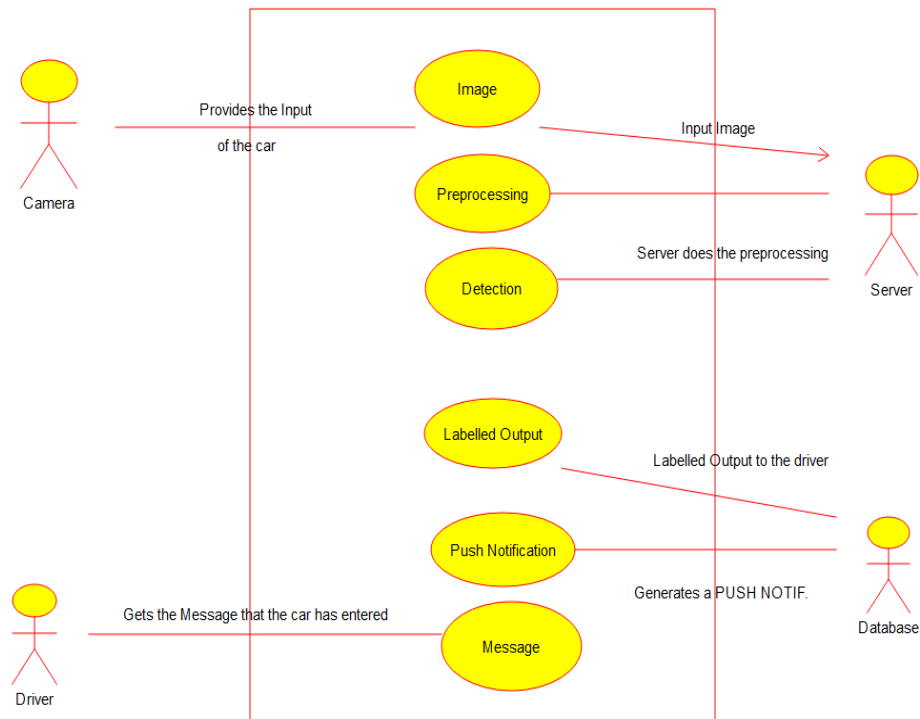 Image
Provides the Input
of the car
Input Image
Camera
Preprocessing
Server does the preprocessing
Detection
Server
Labelled Output
Labelled Output to the driver
Push Notification
Generates a PUSH NOTIF.
Database
Gets the Message that the car has entered
Message
Driver